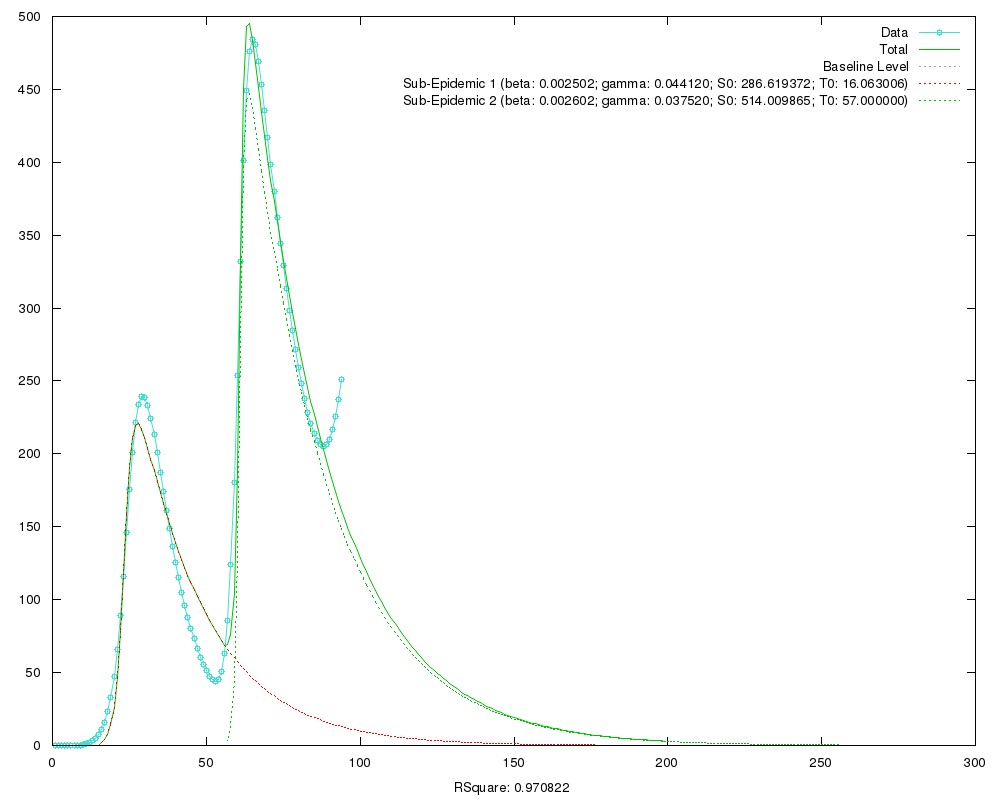 500
450
400
350
300
250
200
150
100
50
0
0 50 100 150 200 250 300
Data
Total
Baseline Level
Sub-Epidemic 1 (beta: 0.002502; gamma: 0.044120; S0: 286.619372; T0: 16.063006)
Sub-Epidemic 2 (beta: 0.002602; gamma: 0.037520; S0: 514.009865; T0: 57.000000)
RSquare: 0.970822